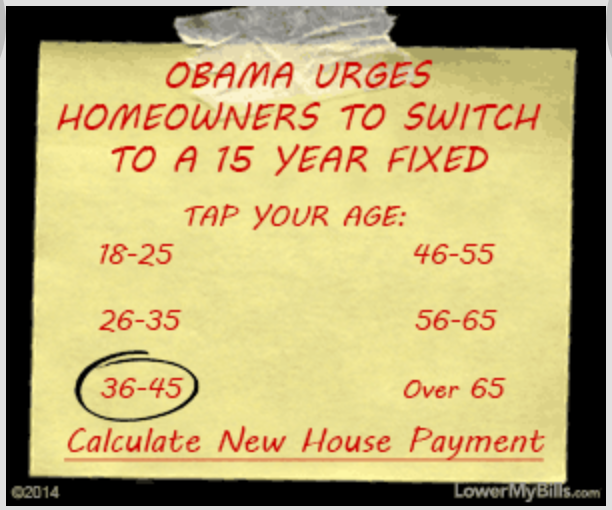 OBAMA URGES
HOMEOWNERS TO SWITCH
TO A 15 YEAR FIXED
TAP YOUR AGE:
18-25 46-55
26-35 56-65
36-45 Over 65
Calculate New House Payment
©2014 LowerMyBills.com